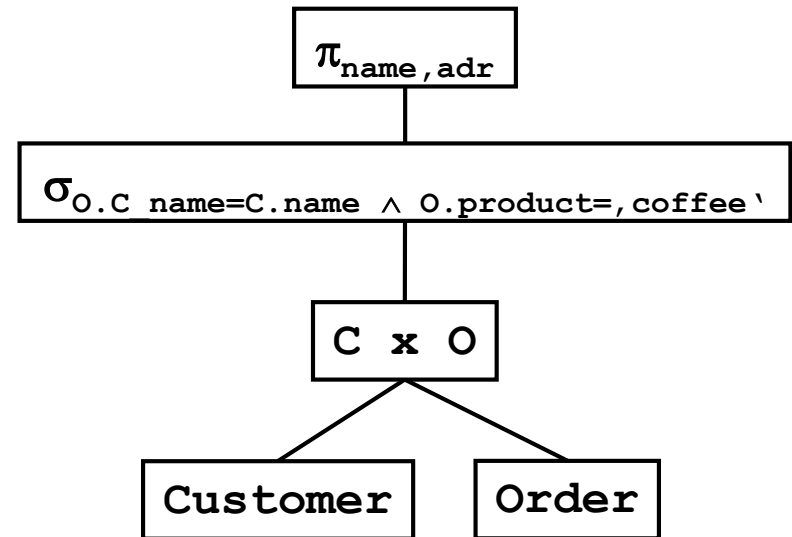 π name,adr
σ O.C_name=C.name ∧ O.product=‚coffee‛
C x O
Customer Order